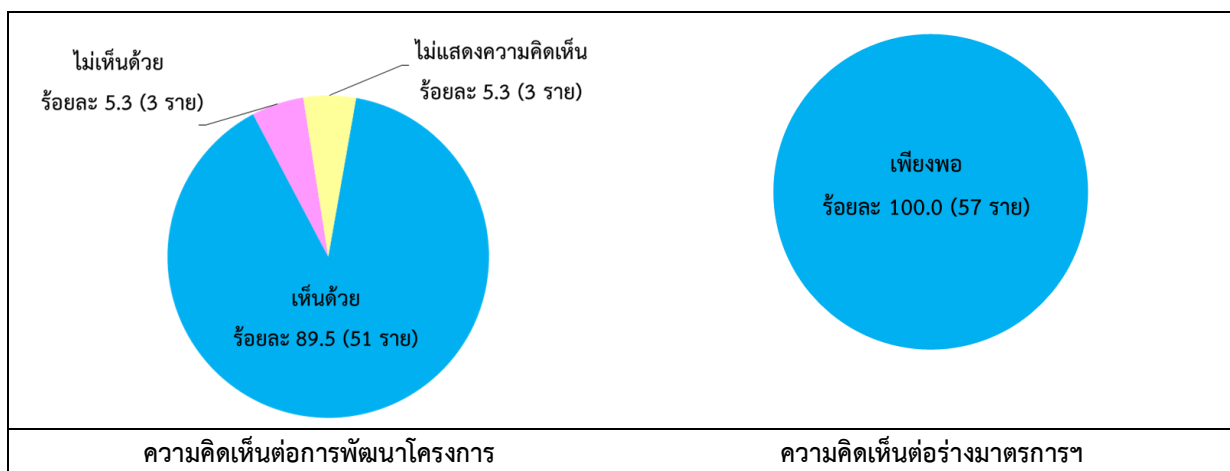 ไม่เห็นด้วย
ร้อยละ 5.3 (3 ราย)
ไม่แสดงความคิดเห็น
ร้อยละ 5.3 (3 ราย)
เห็นด้วย
ร้อยละ 89.5 (51 ราย)
เพียงพอ
ร้อยละ 100.0 (57 ราย)
ความคิดเห็นต่อการพัฒนาโครงการ
ความคิดเห็นต่อร่างมาตรการฯ